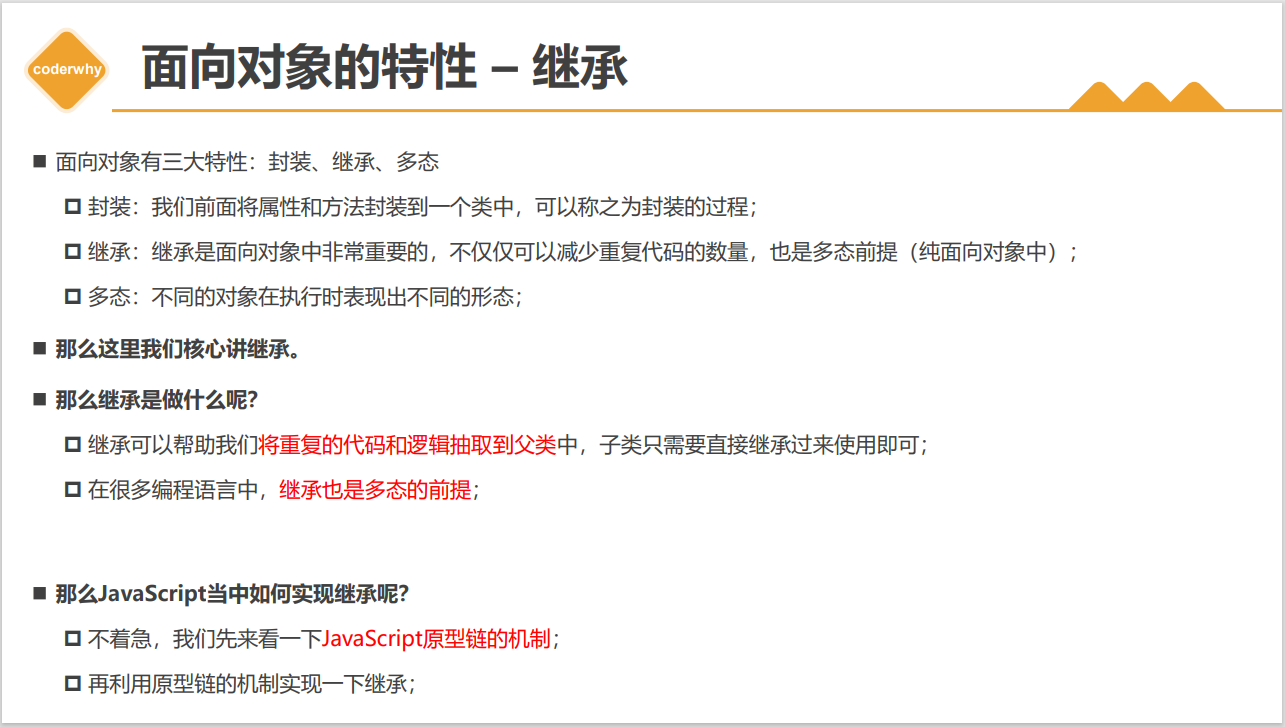 coderwhy
面向对象的特性 – 继承
面向对象有三大特性：封装、继承、多态
封装：我们前面将属性和方法封装到一个类中，可以称之为封装的过程；
继承：继承是面向对象中非常重要的，不仅仅可以减少重复代码的数量，也是多态前提（纯面向对象中）；
多态：不同的对象在执行时表现出不同的形态；
那么这里我们核心讲继承。
那么继承是做什么呢？
继承可以帮助我们将重复的代码和逻辑抽取到父类中，子类只需要直接继承过来使用即可；
在很多编程语言中，继承也是多态的前提；
那么JavaScript当中如何实现继承呢？
不着急，我们先来看一下JavaScript原型链的机制；
再利用原型链的机制实现一下继承；